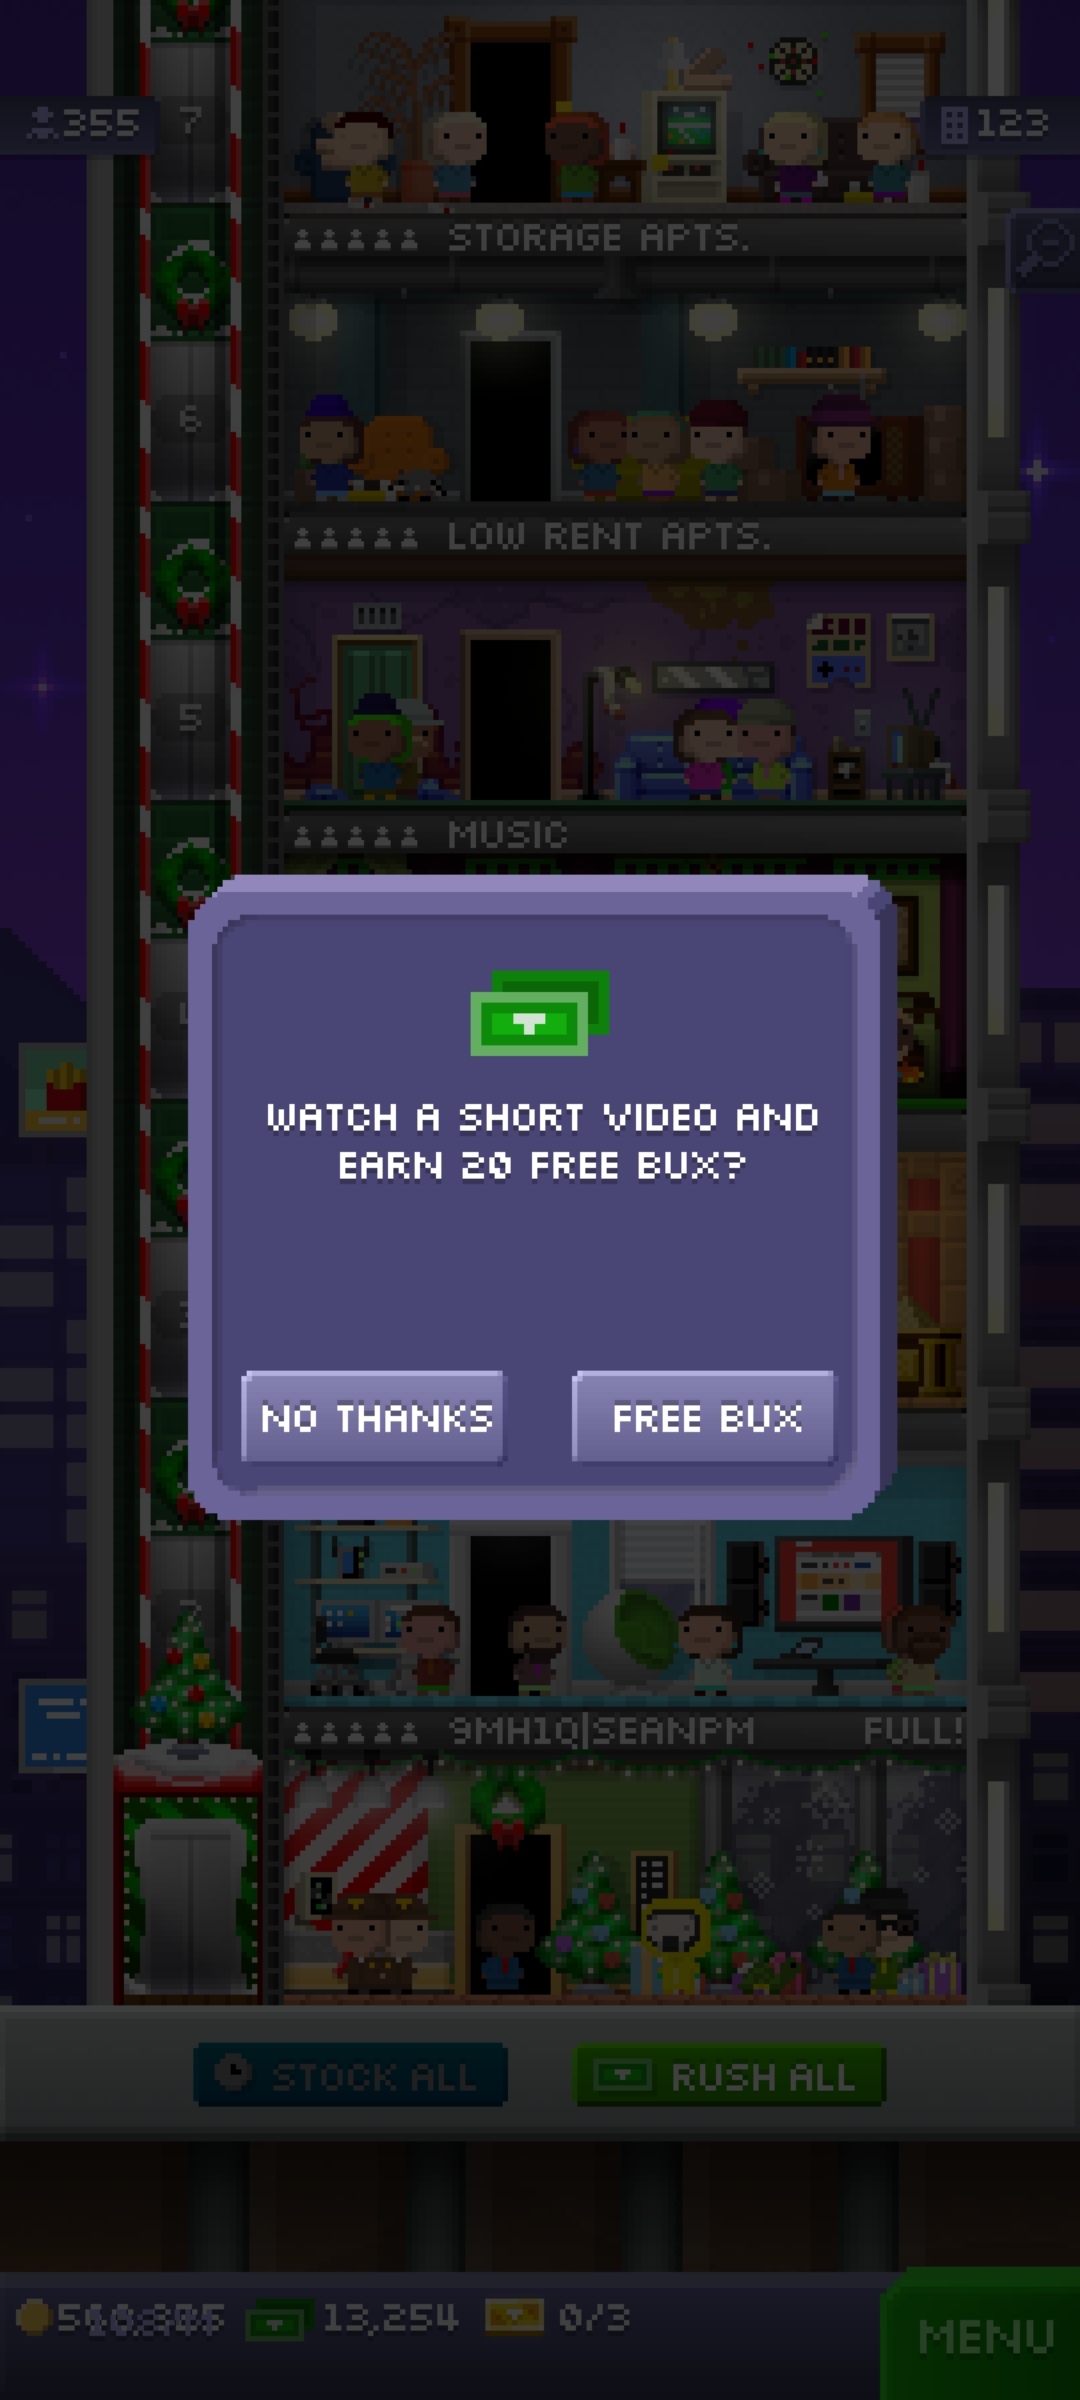 7
355
123
STORAGE APTS.
6
LOW RENT APTS.
5
MUSIC
WATCH A SHORT VIDEO AND
EARN 20 FREE BUX?
NO THANKS
FREE BUX
9MH1Q|SEANPM FULL!
STOCK ALL
RUSH ALL
13,254
0/3
MENU